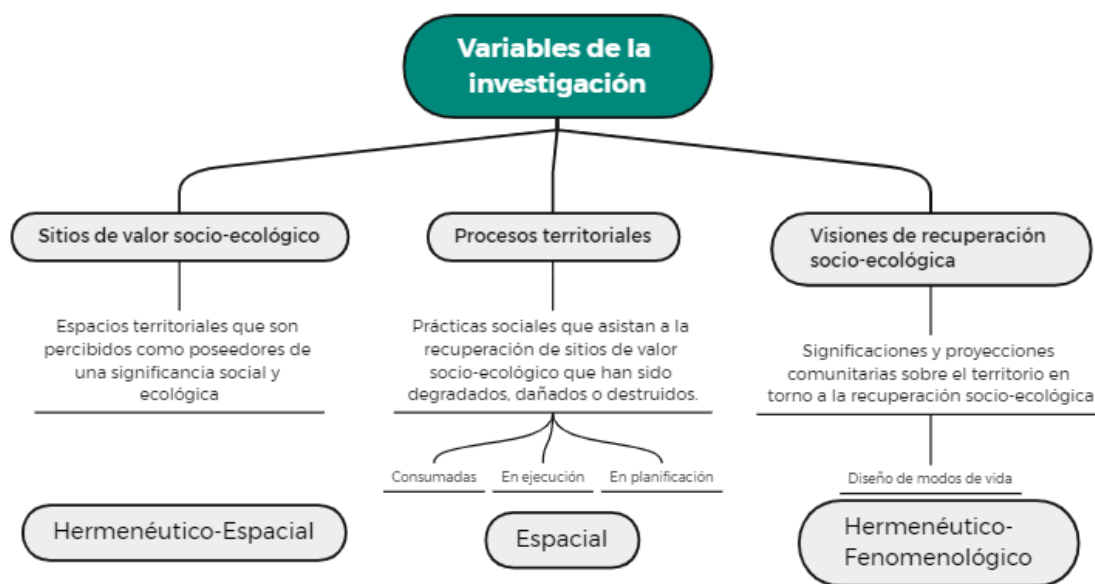 Variables de la
investigación
Sitios de valor socio-ecológico
Procesos territoriales
Visiones de recuperación
socio-ecológica
Espacios territoriales que son
percibidos como poseedores de
una significancia social y
ecológica
Prácticas sociales que asistan a la
recuperación de sitios de valor
socio-ecológico que han sido
degradados, dañados o destruidos.
Significaciones y proyecciones
comunitarias sobre el territorio en
torno a la recuperación socio-ecológica
Consumadas
En ejecución
En planificación
Diseño de modos de vida
Hermenéutico-Espacial
Espacial
Hermenéutico-
Fenomenológico